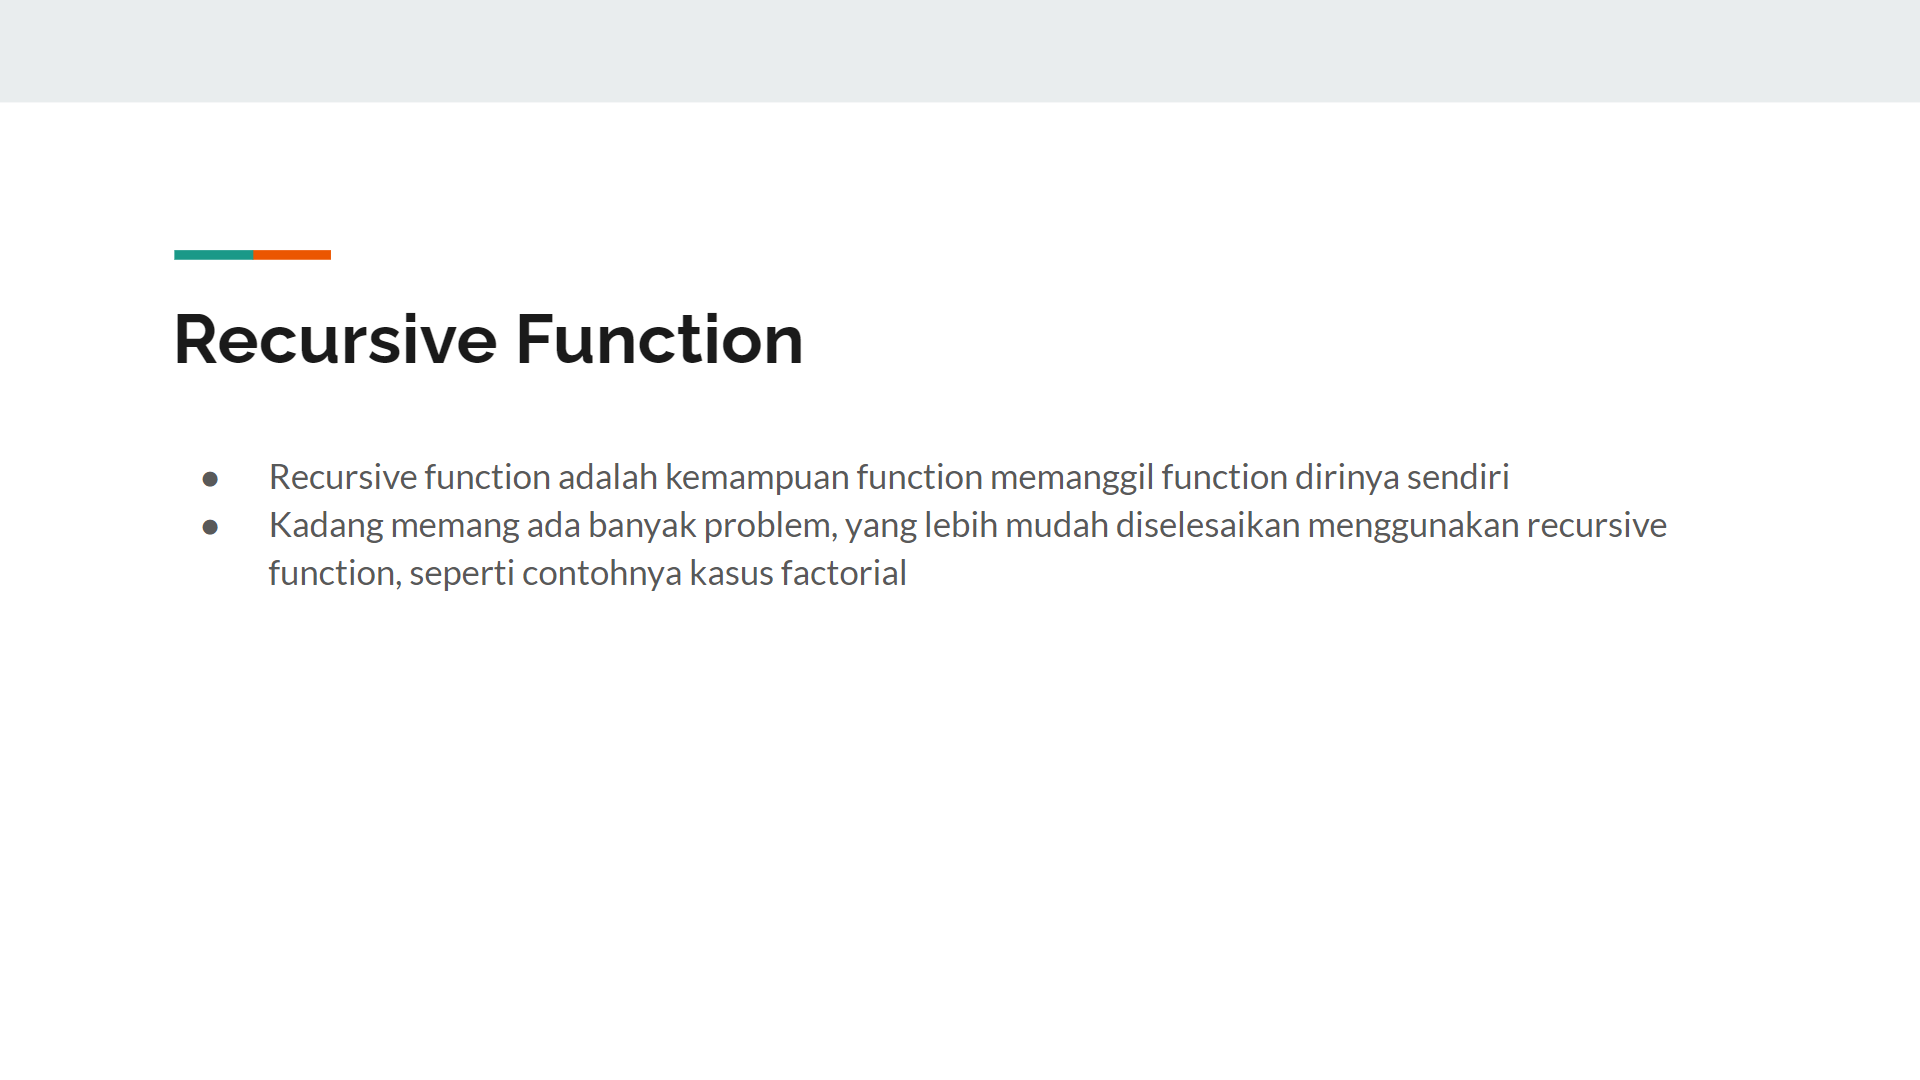 Recursive Function
● Recursive function adalah kemampuan function memanggil function dirinya sendiri
● Kadang memang ada banyak problem, yang lebih mudah diselesaikan menggunakan recursive
function, seperti contohnya kasus factorial